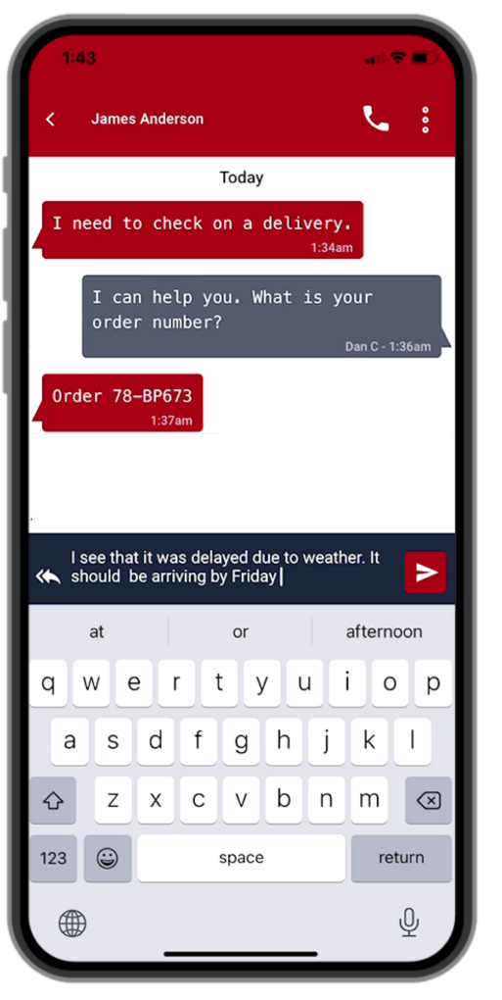 1:43
James Anderson
Today
I need to check on a delivery.
1:34am
I can help you. What is your
order number?
Dan C - 1:36am
Order 78-BP673
1:37am
I see that it was delayed due to weather. It
should  be arriving by Friday
at or afternoon
q w e r t y u i o p
a s d f g h j k l
z x c v b n m
123 space return